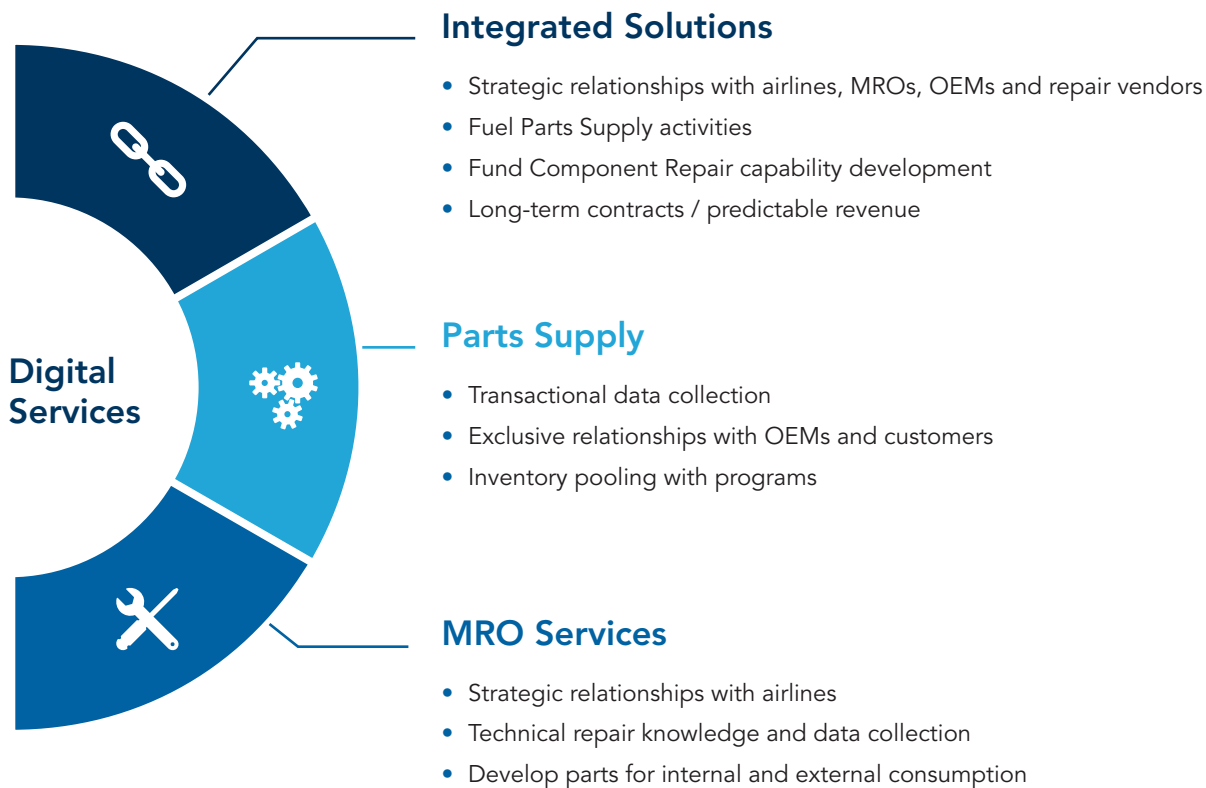 Integrated Solutions
• Strategic relationships with airlines, MROs, OEMs and repair vendors
• Fuel Parts Supply activities
• Fund Component Repair capability development
• Long-term contracts / predictable revenue
Digital
Services
Parts Supply
• Transactional data collection
• Exclusive relationships with OEMs and customers
• Inventory pooling with programs
MRO Services
• Strategic relationships with airlines
• Technical repair knowledge and data collection
• Develop parts for internal and external consumption